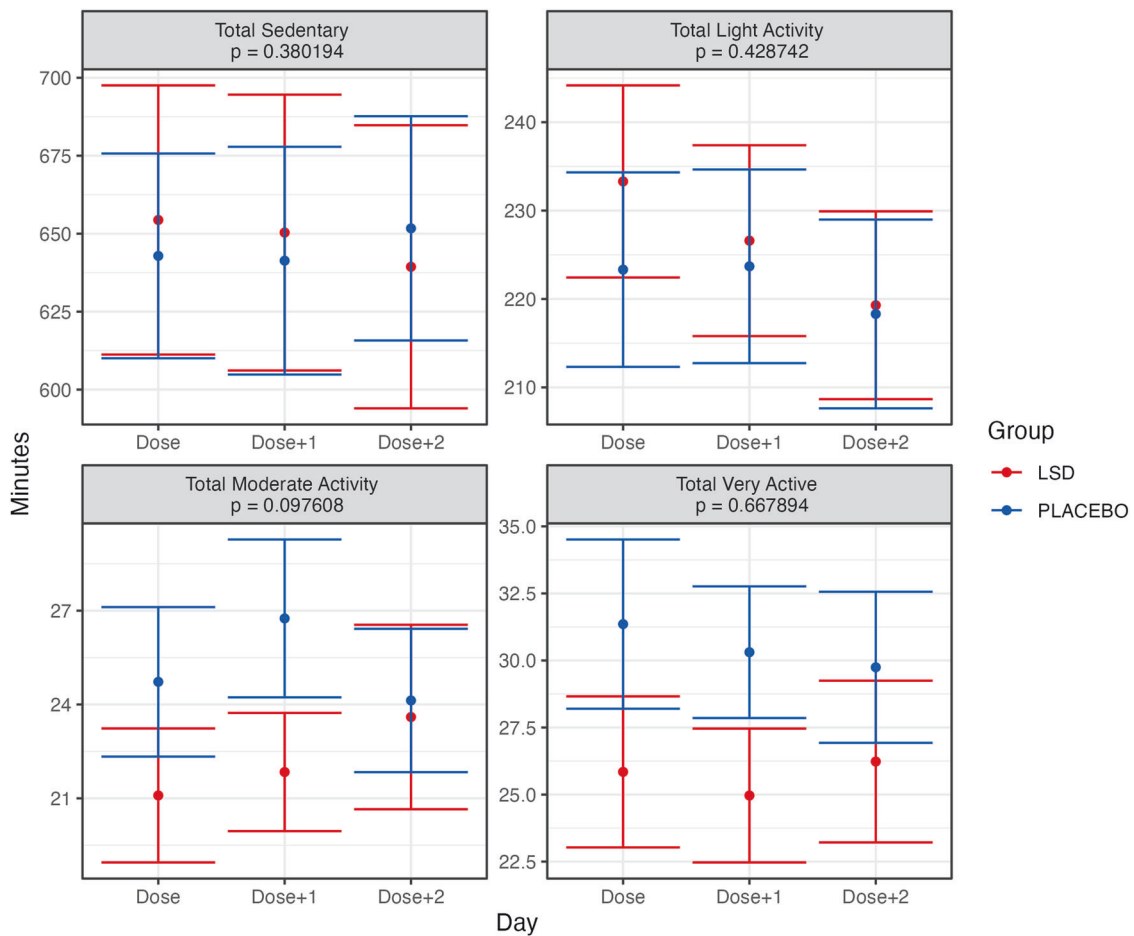 Total Sedentary
p = 0.380194
Total Light Activity
p = 0.428742
700
675
650
625
600
240
230
220
210
Dose
Dose+1
Dose+2
Dose
Dose+1
Dose+2
Minutes
Total Moderate Activity
p = 0.097608
Total Very Active
p = 0.667894
27
24
21
35.0
32.5
30.0
27.5
25.0
22.5
Dose
Dose+1
Dose+2
Dose
Dose+1
Dose+2
Day
Group
LSD
PLACEBO